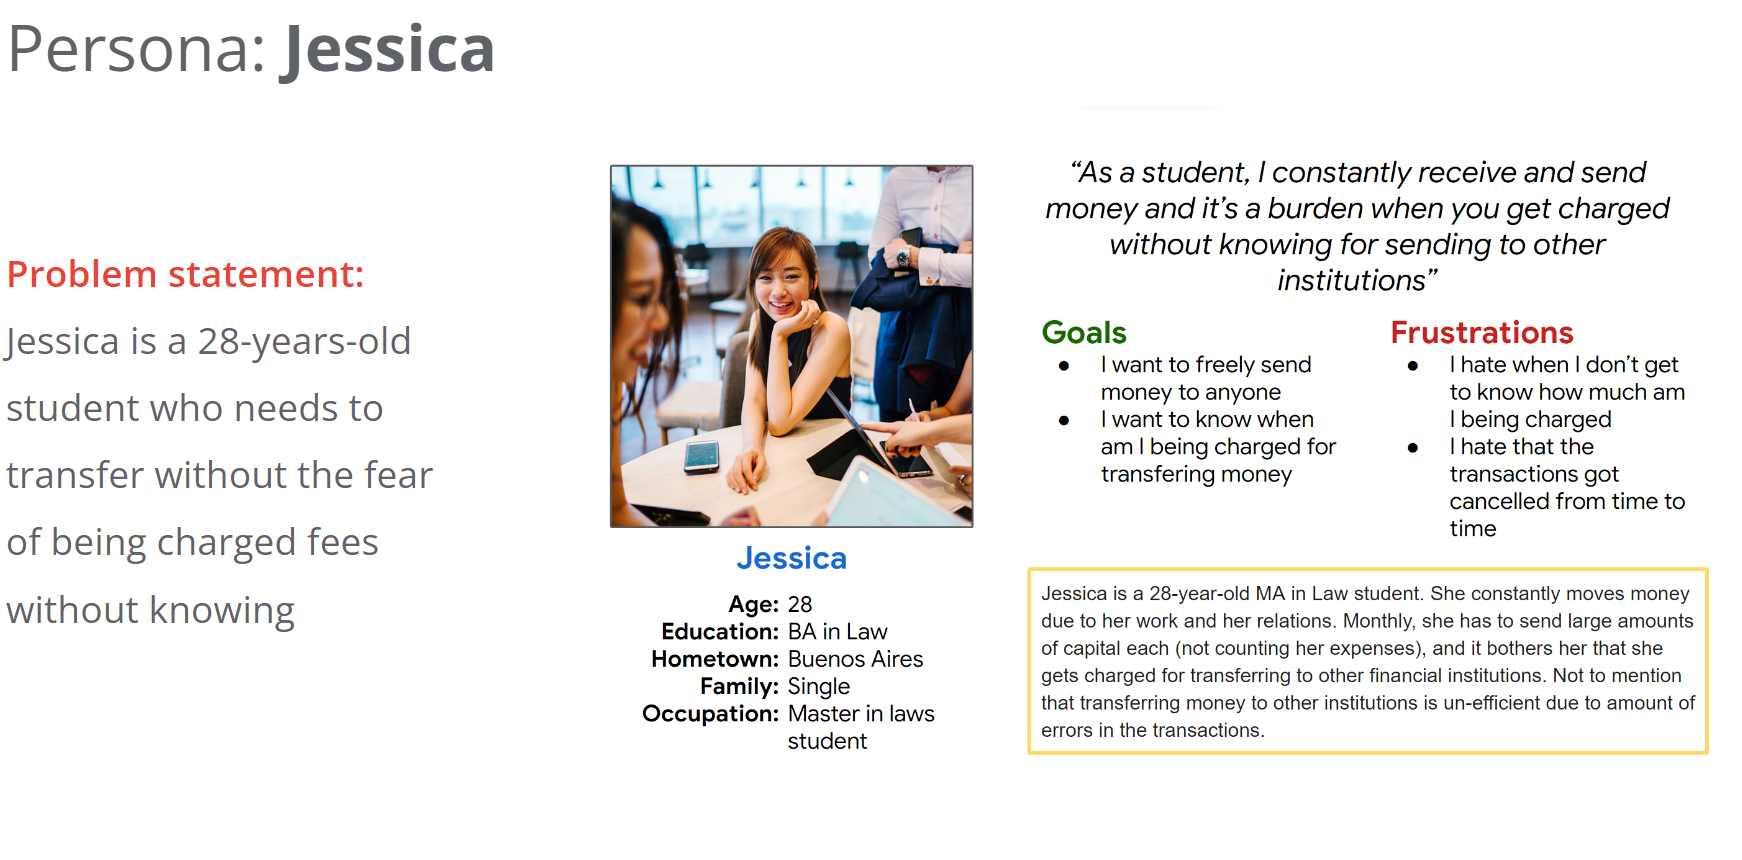 Persona: Jessica
Problem statement:
Jessica is a 28-years-old
student who needs to
transfer without the fear
of being charged fees
without knowing
Jessica
Age: 28
Education: BA in Law
Hometown: Buenos Aires
Family: Single
Occupation: Master in laws
student
“As a student, I constantly receive and send
money and it’s a burden when you get charged
without knowing for sending to other
institutions”
Goals
● I want to freely send
money to anyone
● I want to know when
am I being charged for
transfering money
Frustrations
● I hate when I don’t get
to know how much am
I being charged
● I hate that the
transactions got
cancelled from time to
time
Jessica is a 28-year-old MA in Law student. She constantly moves money
due to her work and her relations. Monthly, she has to send large amounts
of capital each (not counting her expenses), and it bothers her that she
gets charged for transferring to other financial institutions. Not to mention
that transferring money to other institutions is un-efficient due to amount of
errors in the transactions.